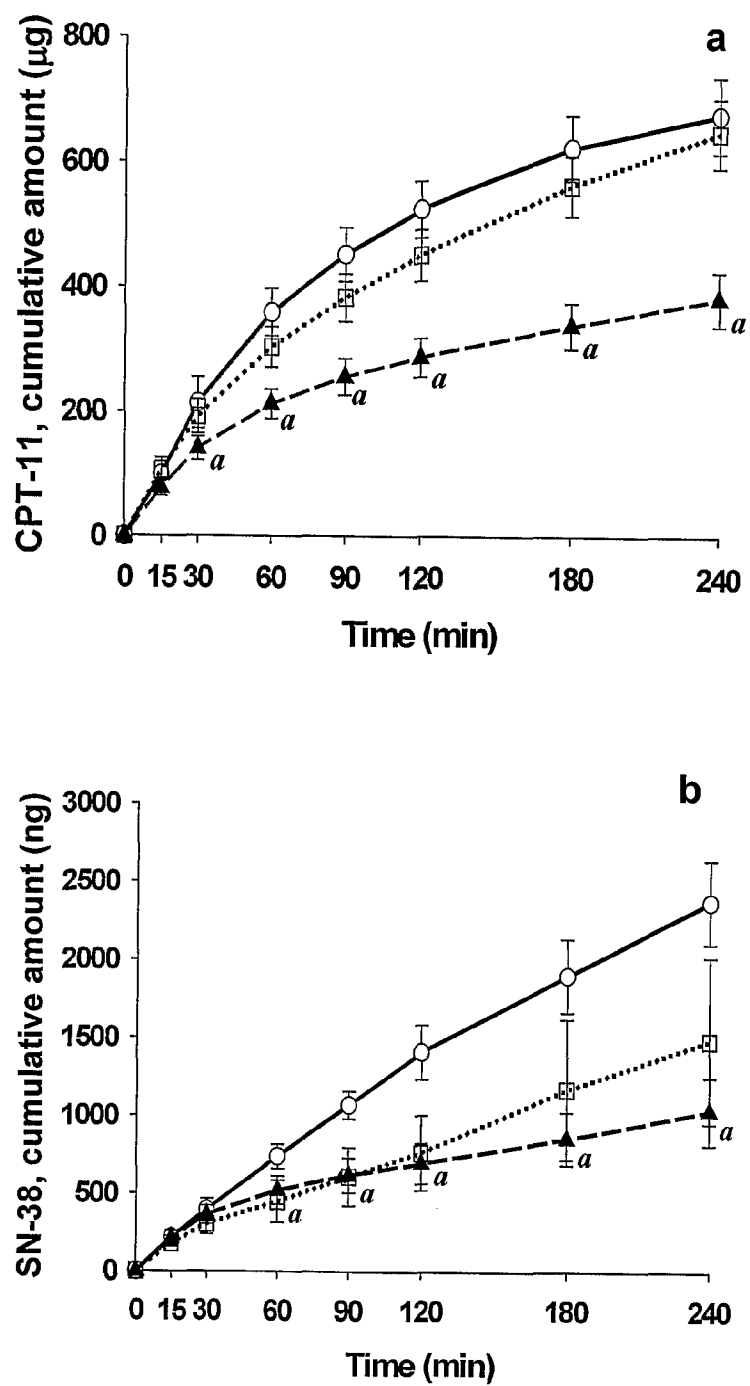 a
CPT-11, cumulative amount (µg)
800
600
400
200
0
a
a
a
a
a
a
0 15 30 60 90 120 180 240
Time (min)
b
SN-38, cumulative amount (ng)
3000
2500
2000
1500
1000
500
0
a
a
a
a
a
0 15 30 60 90 120 180 240
Time (min)